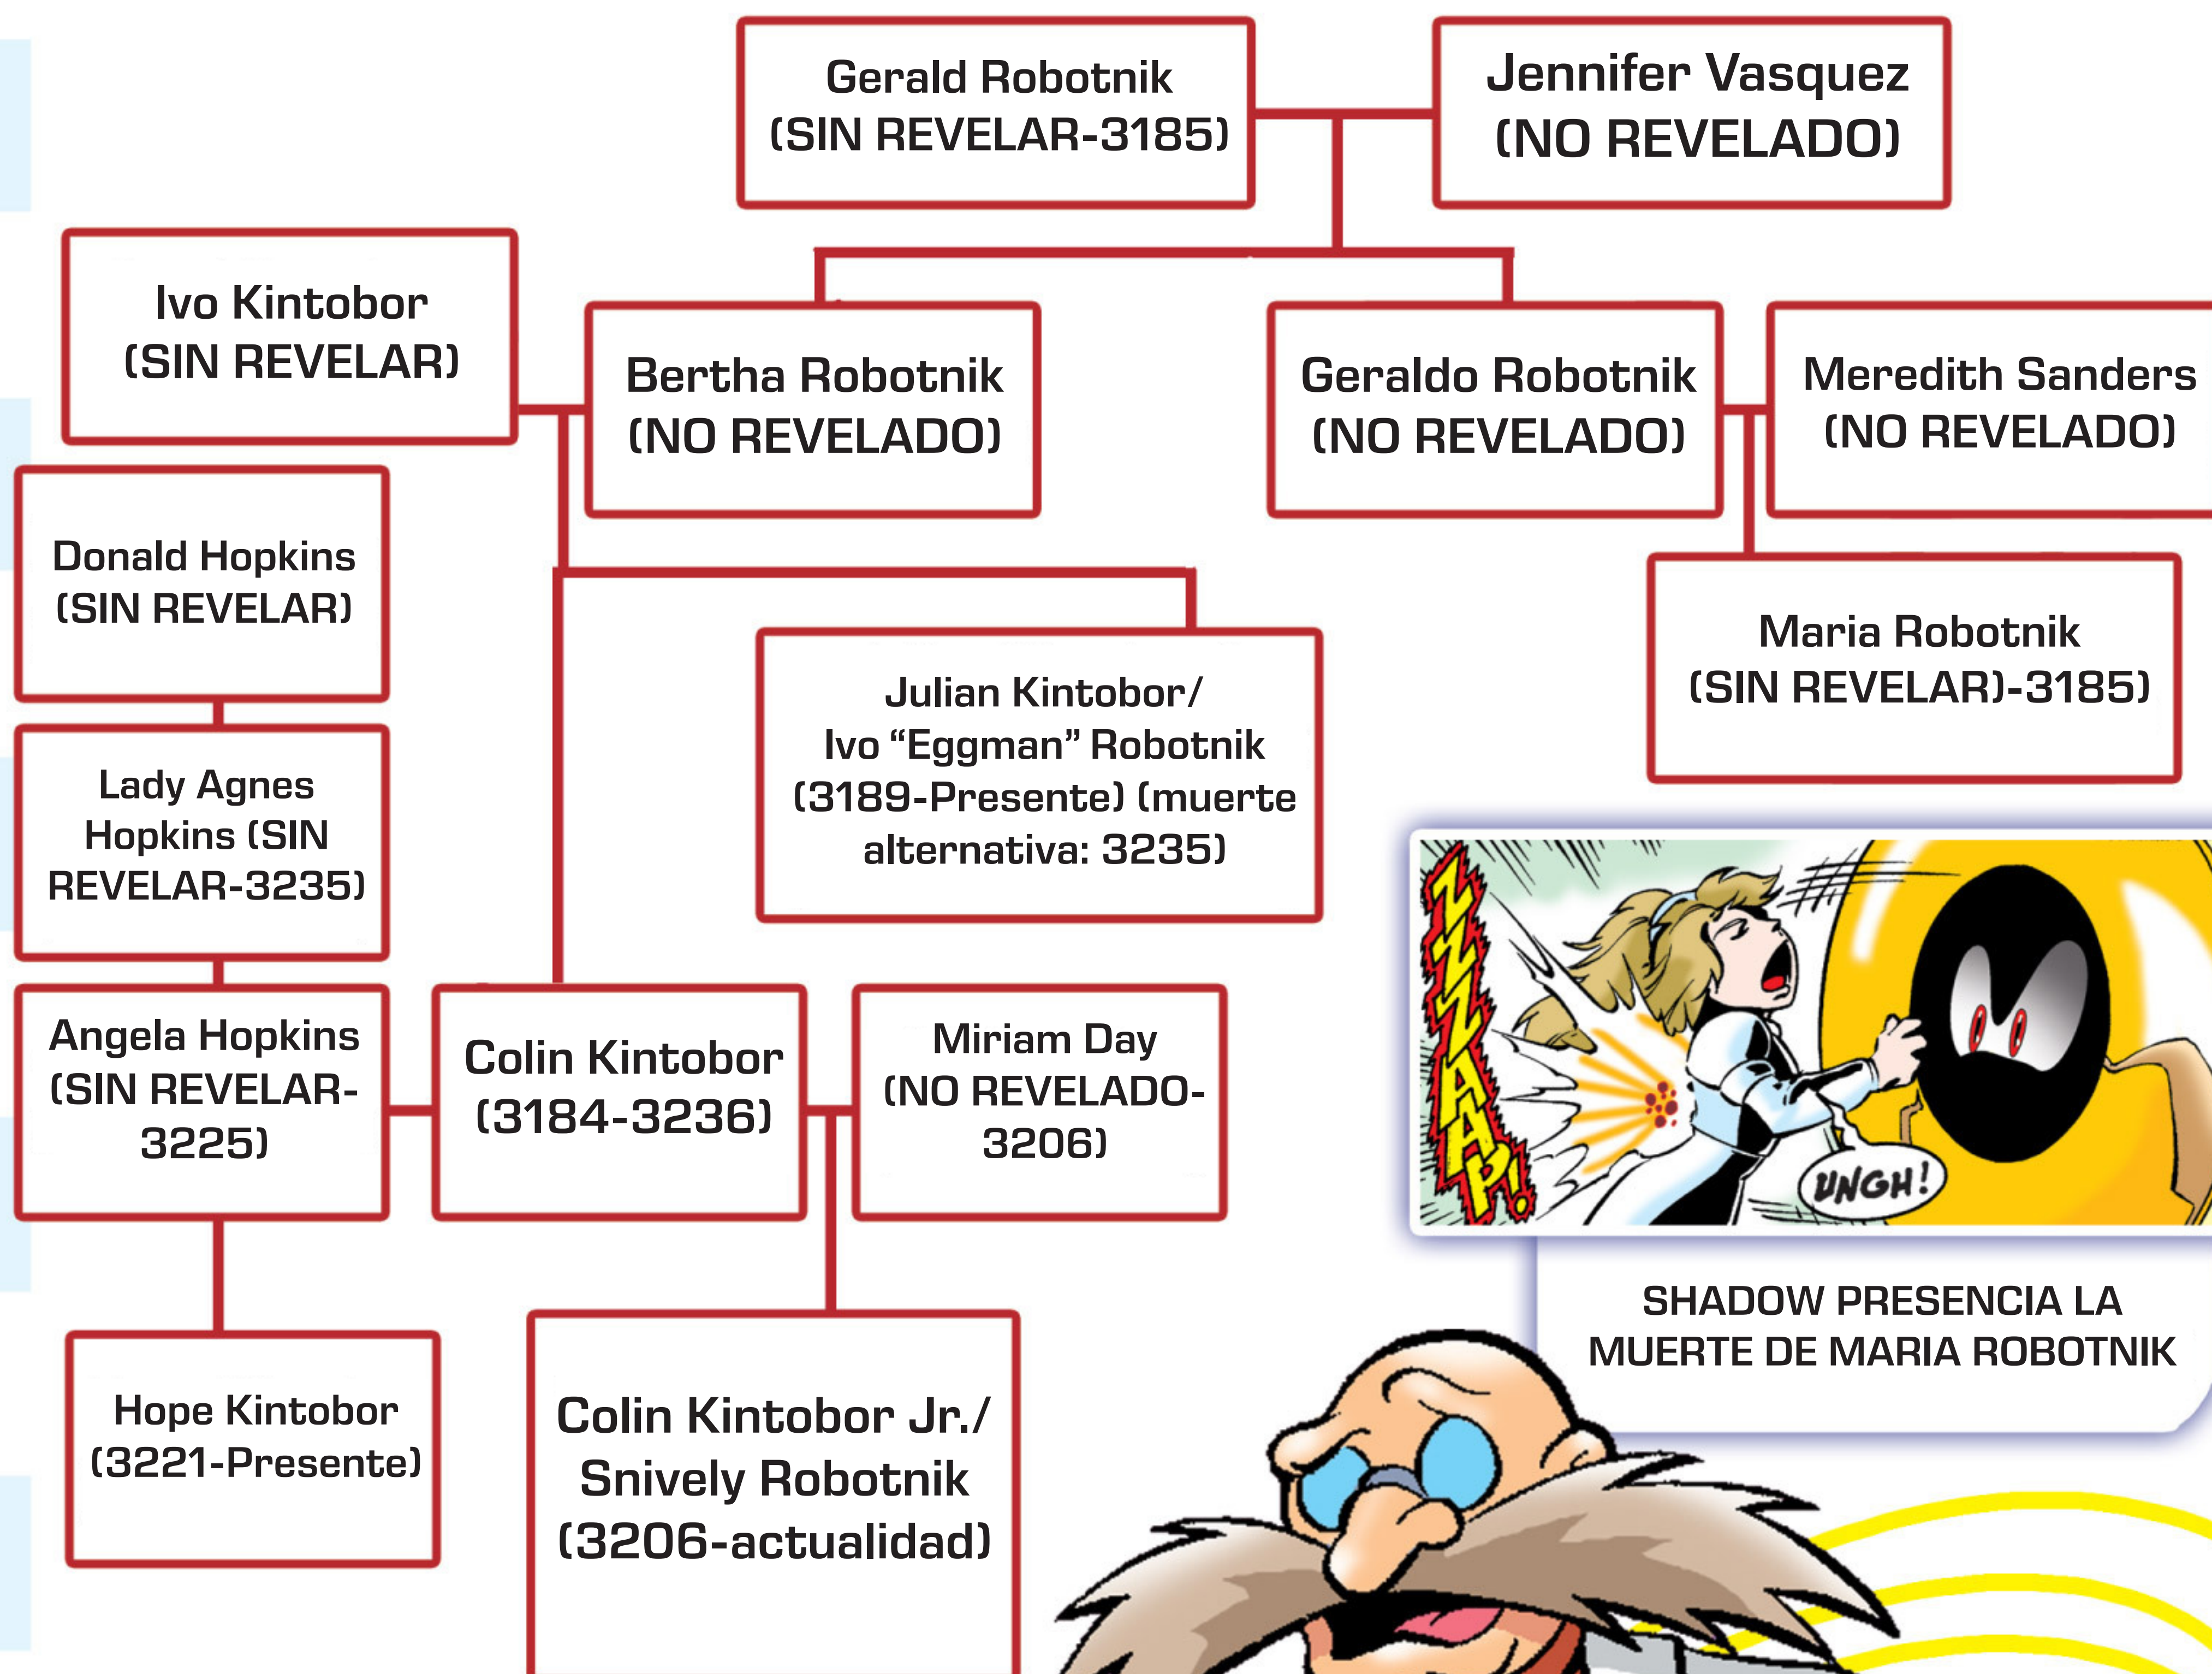 Gerald Robotnik
(SIN REVELAR-3185)
Jennifer Vasquez
(NO REVELADO)
Ivo Kintobor
(SIN REVELAR)
Bertha Robotnik
(NO REVELADO)
Geraldo Robotnik
(NO REVELADO)
Meredith Sanders
(NO REVELADO)
Donald Hopkins
(SIN REVELAR)
Julian Kintobor/
Ivo “Eggman” Robotnik
(3189-Presente) (muerte
alternativa: 3235)
Maria Robotnik
(SIN REVELAR)-3185)
Lady Agnes
Hopkins (SIN
REVELAR-3235)
Angela Hopkins
(SIN REVELAR-
3225)
Colin Kintobor
(3184-3236)
Miriam Day
(NO REVELADO-
3206)
ZZZZAAP!
UNGH!
SHADOW PRESENCIA LA
MUERTE DE MARIA ROBOTNIK
Hope Kintobor
(3221-Presente)
Colin Kintobor Jr./
Snively Robotnik
(3206-actualidad)